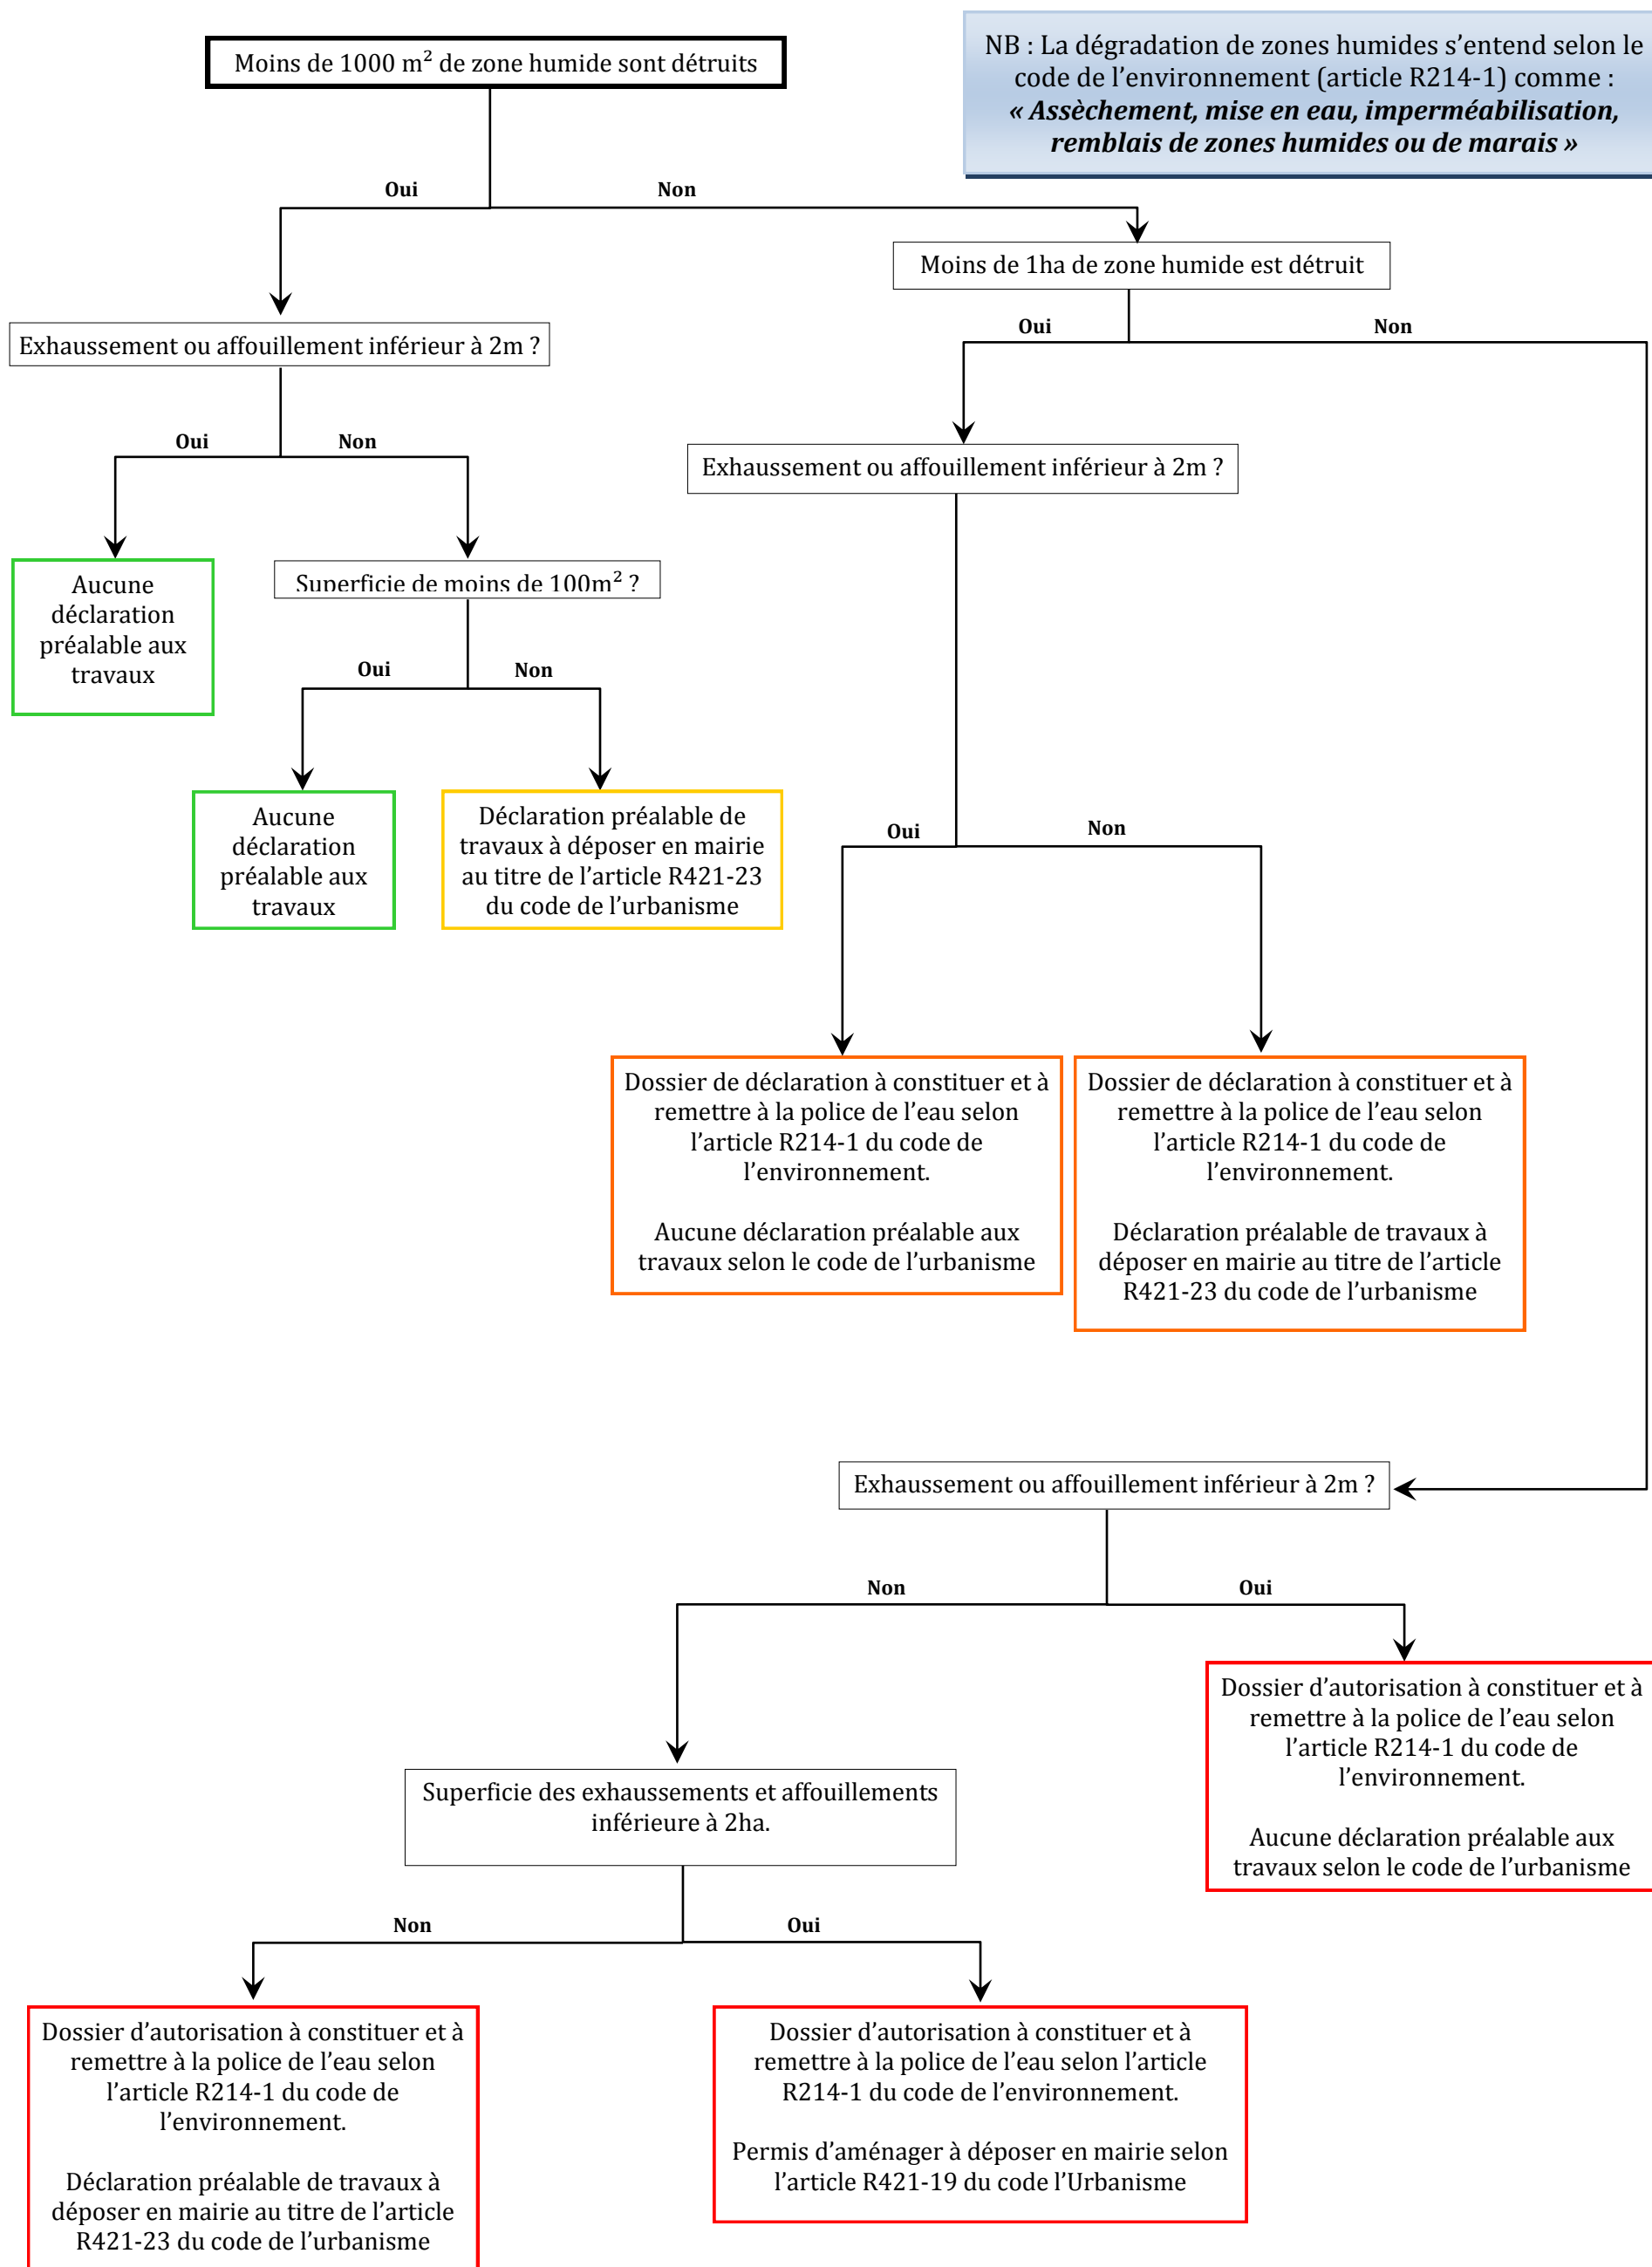 Moins de 1000 m² de zone humide sont détruits
NB : La dégradation de zones humides s’entend selon le
code de l’environnement (article R214-1) comme :
« Assèchement, mise en eau, imperméabilisation,
remblais de zones humides ou de marais »
Oui
Non
Moins de 1ha de zone humide est détruit
Oui
Non
Exhaussement ou affouillement inférieur à 2m ?
Oui
Non
Exhaussement ou affouillement inférieur à 2m ?
Aucune
déclaration
préalable aux
travaux
Superficie de moins de 100m² ?
Oui
Non
Aucune
déclaration
préalable aux
travaux
Déclaration préalable de
travaux à déposer en mairie
au titre de l’article R421-23
du code de l’urbanisme
Oui
Non
Dossier de déclaration à constituer et à
remettre à la police de l’eau selon
l’article R214-1 du code de
l’environnement.
Aucune déclaration préalable aux
travaux selon le code de l’urbanisme
Dossier de déclaration à constituer et à
remettre à la police de l’eau selon
l’article R214-1 du code de
l’environnement.
Déclaration préalable de travaux à
déposer en mairie au titre de l’article
R421-23 du code de l’urbanisme
Exhaussement ou affouillement inférieur à 2m ?
Non
Oui
Dossier d’autorisation à constituer et à
remettre à la police de l’eau selon
l’article R214-1 du code de
l’environnement.
Aucune déclaration préalable aux
travaux selon le code de l’urbanisme
Superficie des exhaussements et affouillements
inférieure à 2ha.
Non
Oui
Dossier d’autorisation à constituer et à
remettre à la police de l’eau selon
l’article R214-1 du code de
l’environnement.
Déclaration préalable de travaux à
déposer en mairie au titre de l’article
R421-23 du code de l’urbanisme
Dossier d’autorisation à constituer et à
remettre à la police de l’eau selon l’article
R214-1 du code de l’environnement.
Permis d’aménager à déposer en mairie selon
l’article R421-19 du code l’Urbanisme